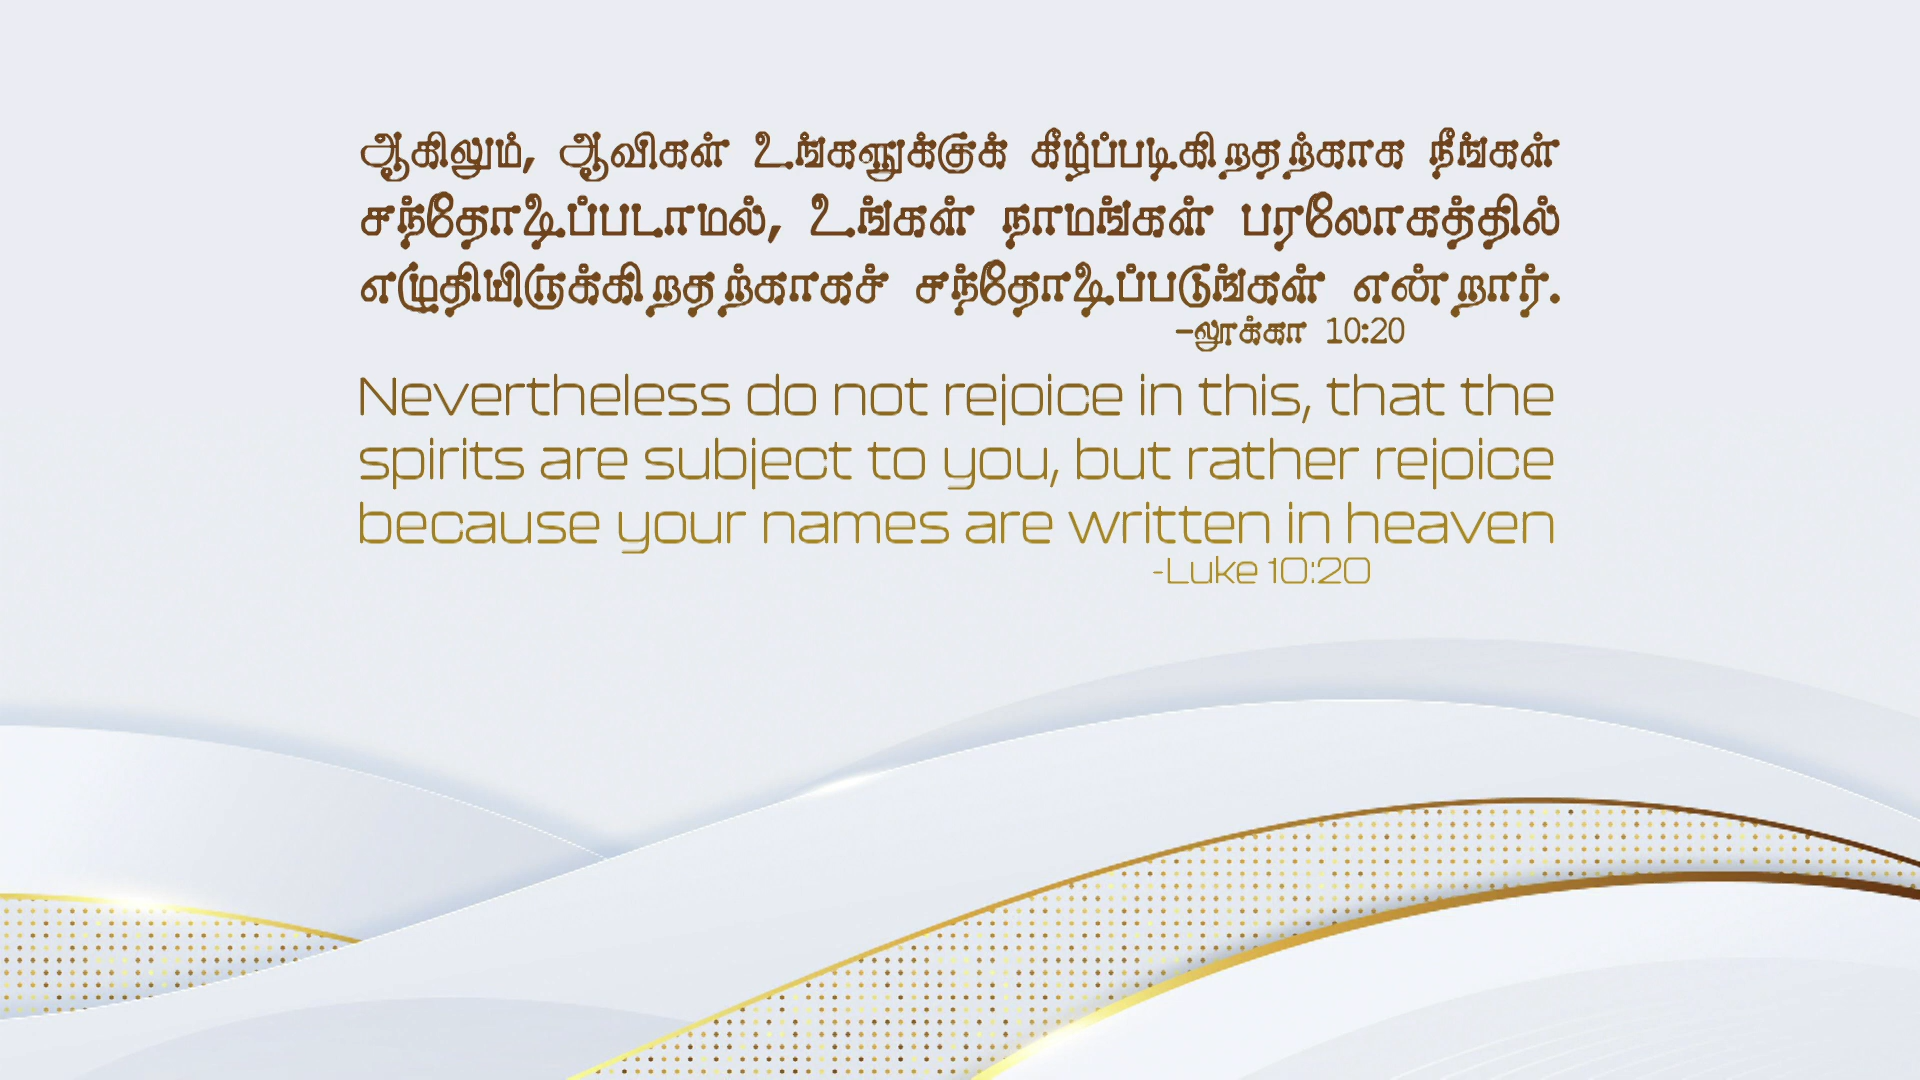 ஆகிலும், ஆவிகள் உங்களுக்குக் கீழ்ப்படிகிறதற்காக நீங்கள்
சந்தோஷப்படாமல், உங்கள் நாமங்கள் பரலோகத்தில்
எழுதியிருக்கிறதற்காகச் சந்தோஷப்படுங்கள் என்றார்.
-லூக்கா 10:20
Nevertheless do not rejoice in this, that the
spirits are subject to you, but rather rejoice
because your names are written in heaven
-Luke 10:20